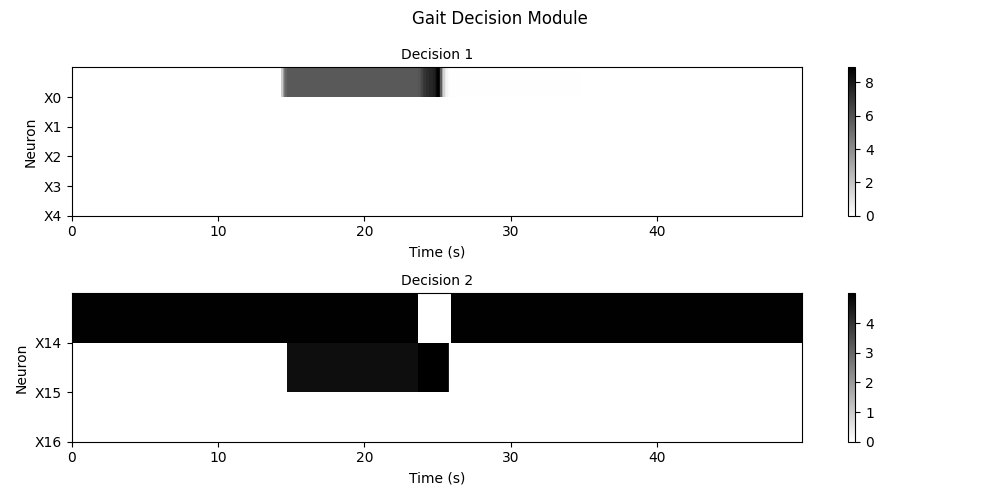 Gait Decision Module
Decision 1
Neuron
X0
X1
X2
X3
X4
0 10 20 30 40
Time (s)
8
6
4
2
0
Decision 2
Neuron
X14
X15
X16
0 10 20 30 40
Time (s)
4
3
2
1
0